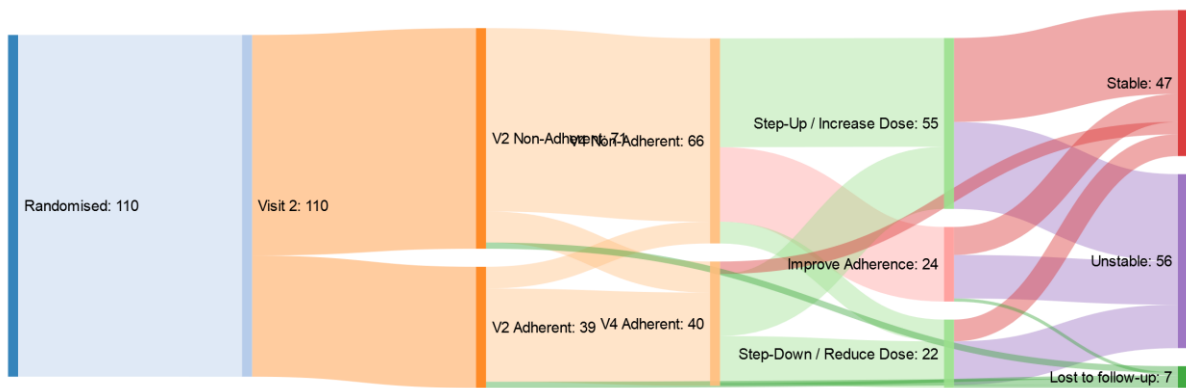 Randomised: 110
Visit 2: 110
V2 Non-Adherent: 71
V2 Adherent: 39
V4 Non-Adherent: 66
V4 Adherent: 40
Step-Up / Increase Dose: 55
Improve Adherence: 24
Step-Down / Reduce Dose: 22
Stable: 47
Unstable: 56
Lost to follow-up: 7